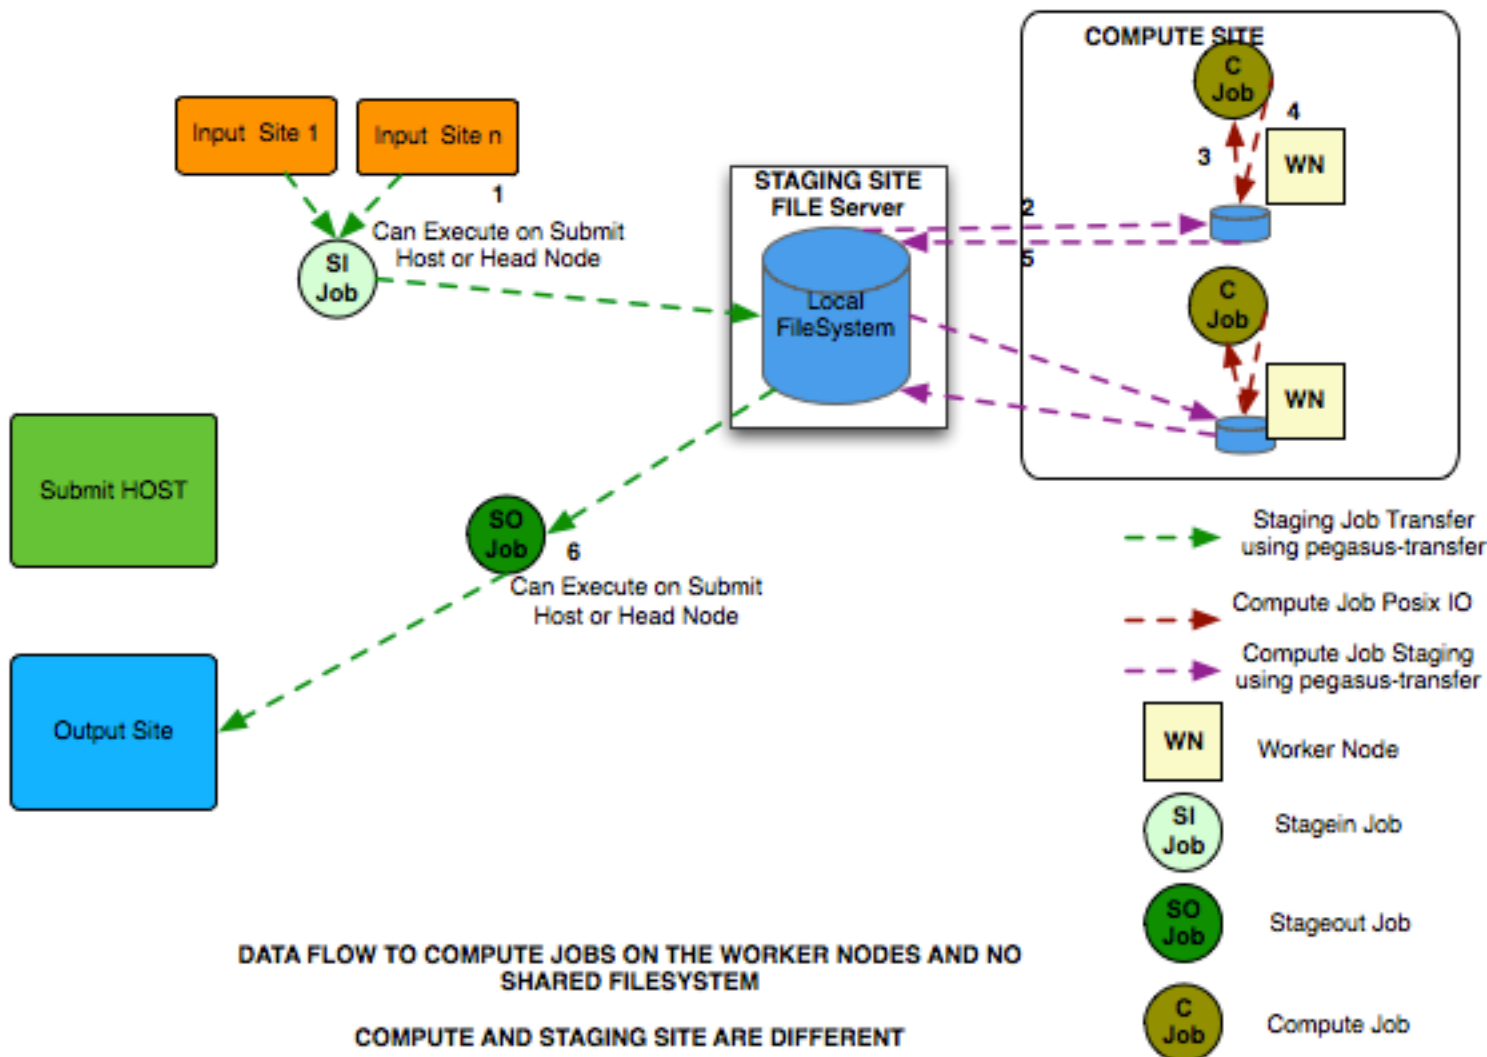 COMPUTE SITE
C
Job
4
Input Site 1
Input Site n
3
WN
1
STAGING SITE
FILE Server
2
Can Execute on Submit
Host or Head Node
SI
Job
5
Local
FileSystem
C
Job
WN
Submit HOST
SO
Job
6
Can Execute on Submit
Host or Head Node
Staging Job Transfer
using pegasus-transfer
Compute Job Posix IO
Compute Job Staging
using pegasus-transfer
Output Site
WN
Worker Node
SI
Job
Stagein Job
SO
Job
Stageout Job
DATA FLOW TO COMPUTE JOBS ON THE WORKER NODES AND NO
SHARED FILESYSTEM
COMPUTE AND STAGING SITE ARE DIFFERENT
C
Job
Compute Job